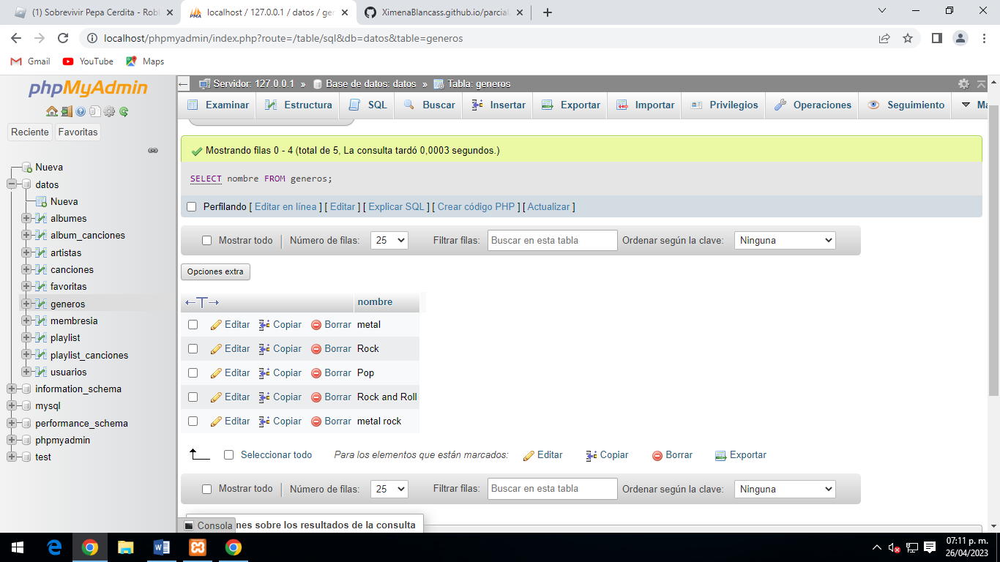 (1) Sobrevivir Pepa Cerdita - Rob
localhost / 127.0.0.1 / datos / gen
XimenaBlancass.github.io/parcial
localhost/phpmyadmin/index.php?route=/table/sql&db=datos&table=generos
Gmail YouTube Maps
phpMyAdmin
Reciente Favoritas
Nueva
datos
Nueva
albumes
album_canciones
artistas
canciones
favoritas
generos
membresia
playlist
playlist_canciones
usuarios
information_schema
mysql
performance_schema
phpmyadmin
test
Servidor: 127.0.0.1 » Base de datos: datos » Tabla: generos
Examinar Estructura SQL Buscar Insertar Exportar Importar Privilegios Operaciones Seguimiento Ma
Mostrando filas 0 - 4 (total de 5, La consulta tardó 0,0003 segundos.)
SELECT nombre FROM generos;
Perfilando [ Editar en línea ] [ Editar ] [ Explicar SQL ] [ Crear código PHP ] [ Actualizar ]
Mostrar todo | Número de filas: 25 Filtrar filas: Buscar en esta tabla Ordenar según la clave: Ninguna
Opciones extra
←T→ nombre
Editar Copiar Borrar metal
Editar Copiar Borrar Rock
Editar Copiar Borrar Pop
Editar Copiar Borrar Rock and Roll
Editar Copiar Borrar metal rock
Seleccionar todo Para los elementos que están marcados: Editar Copiar Borrar Exportar
Mostrar todo | Número de filas: 25 Filtrar filas: Buscar en esta tabla Ordenar según la clave: Ninguna
Consola nes sobre los resultados de la consulta
07:11 p. m.
26/04/2023